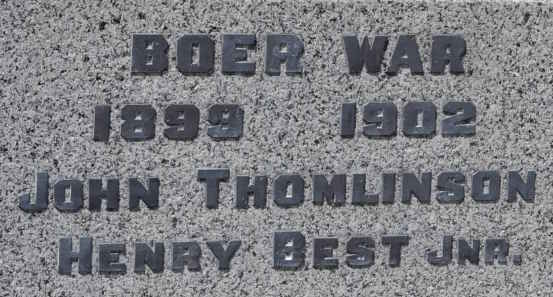 BOER WAR
1899 1902
JOHN THOMLINSON
HENRY BEST JNR.